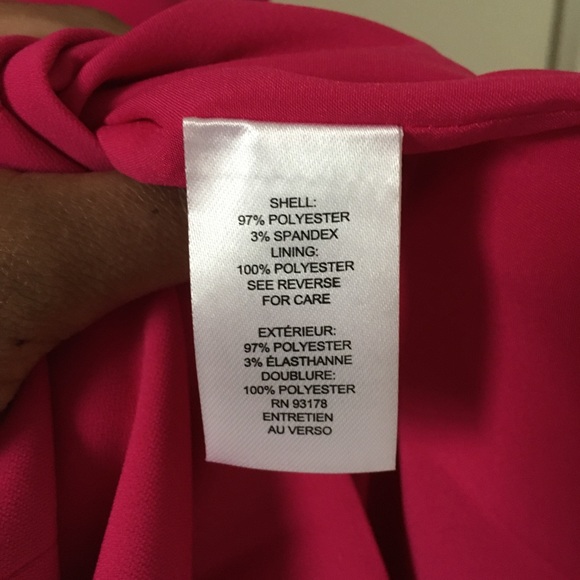 SHELL:
97% POLYESTER
3% SPANDEX
LINING:
100% POLYESTER
SEE REVERSE
FOR CARE
EXTÉRIEUR:
97% POLYESTER
3% ÉLASTHANNE
DOUBLURE:
100% POLYESTER
RN 93178
ENTRETIEN
AU VERSO